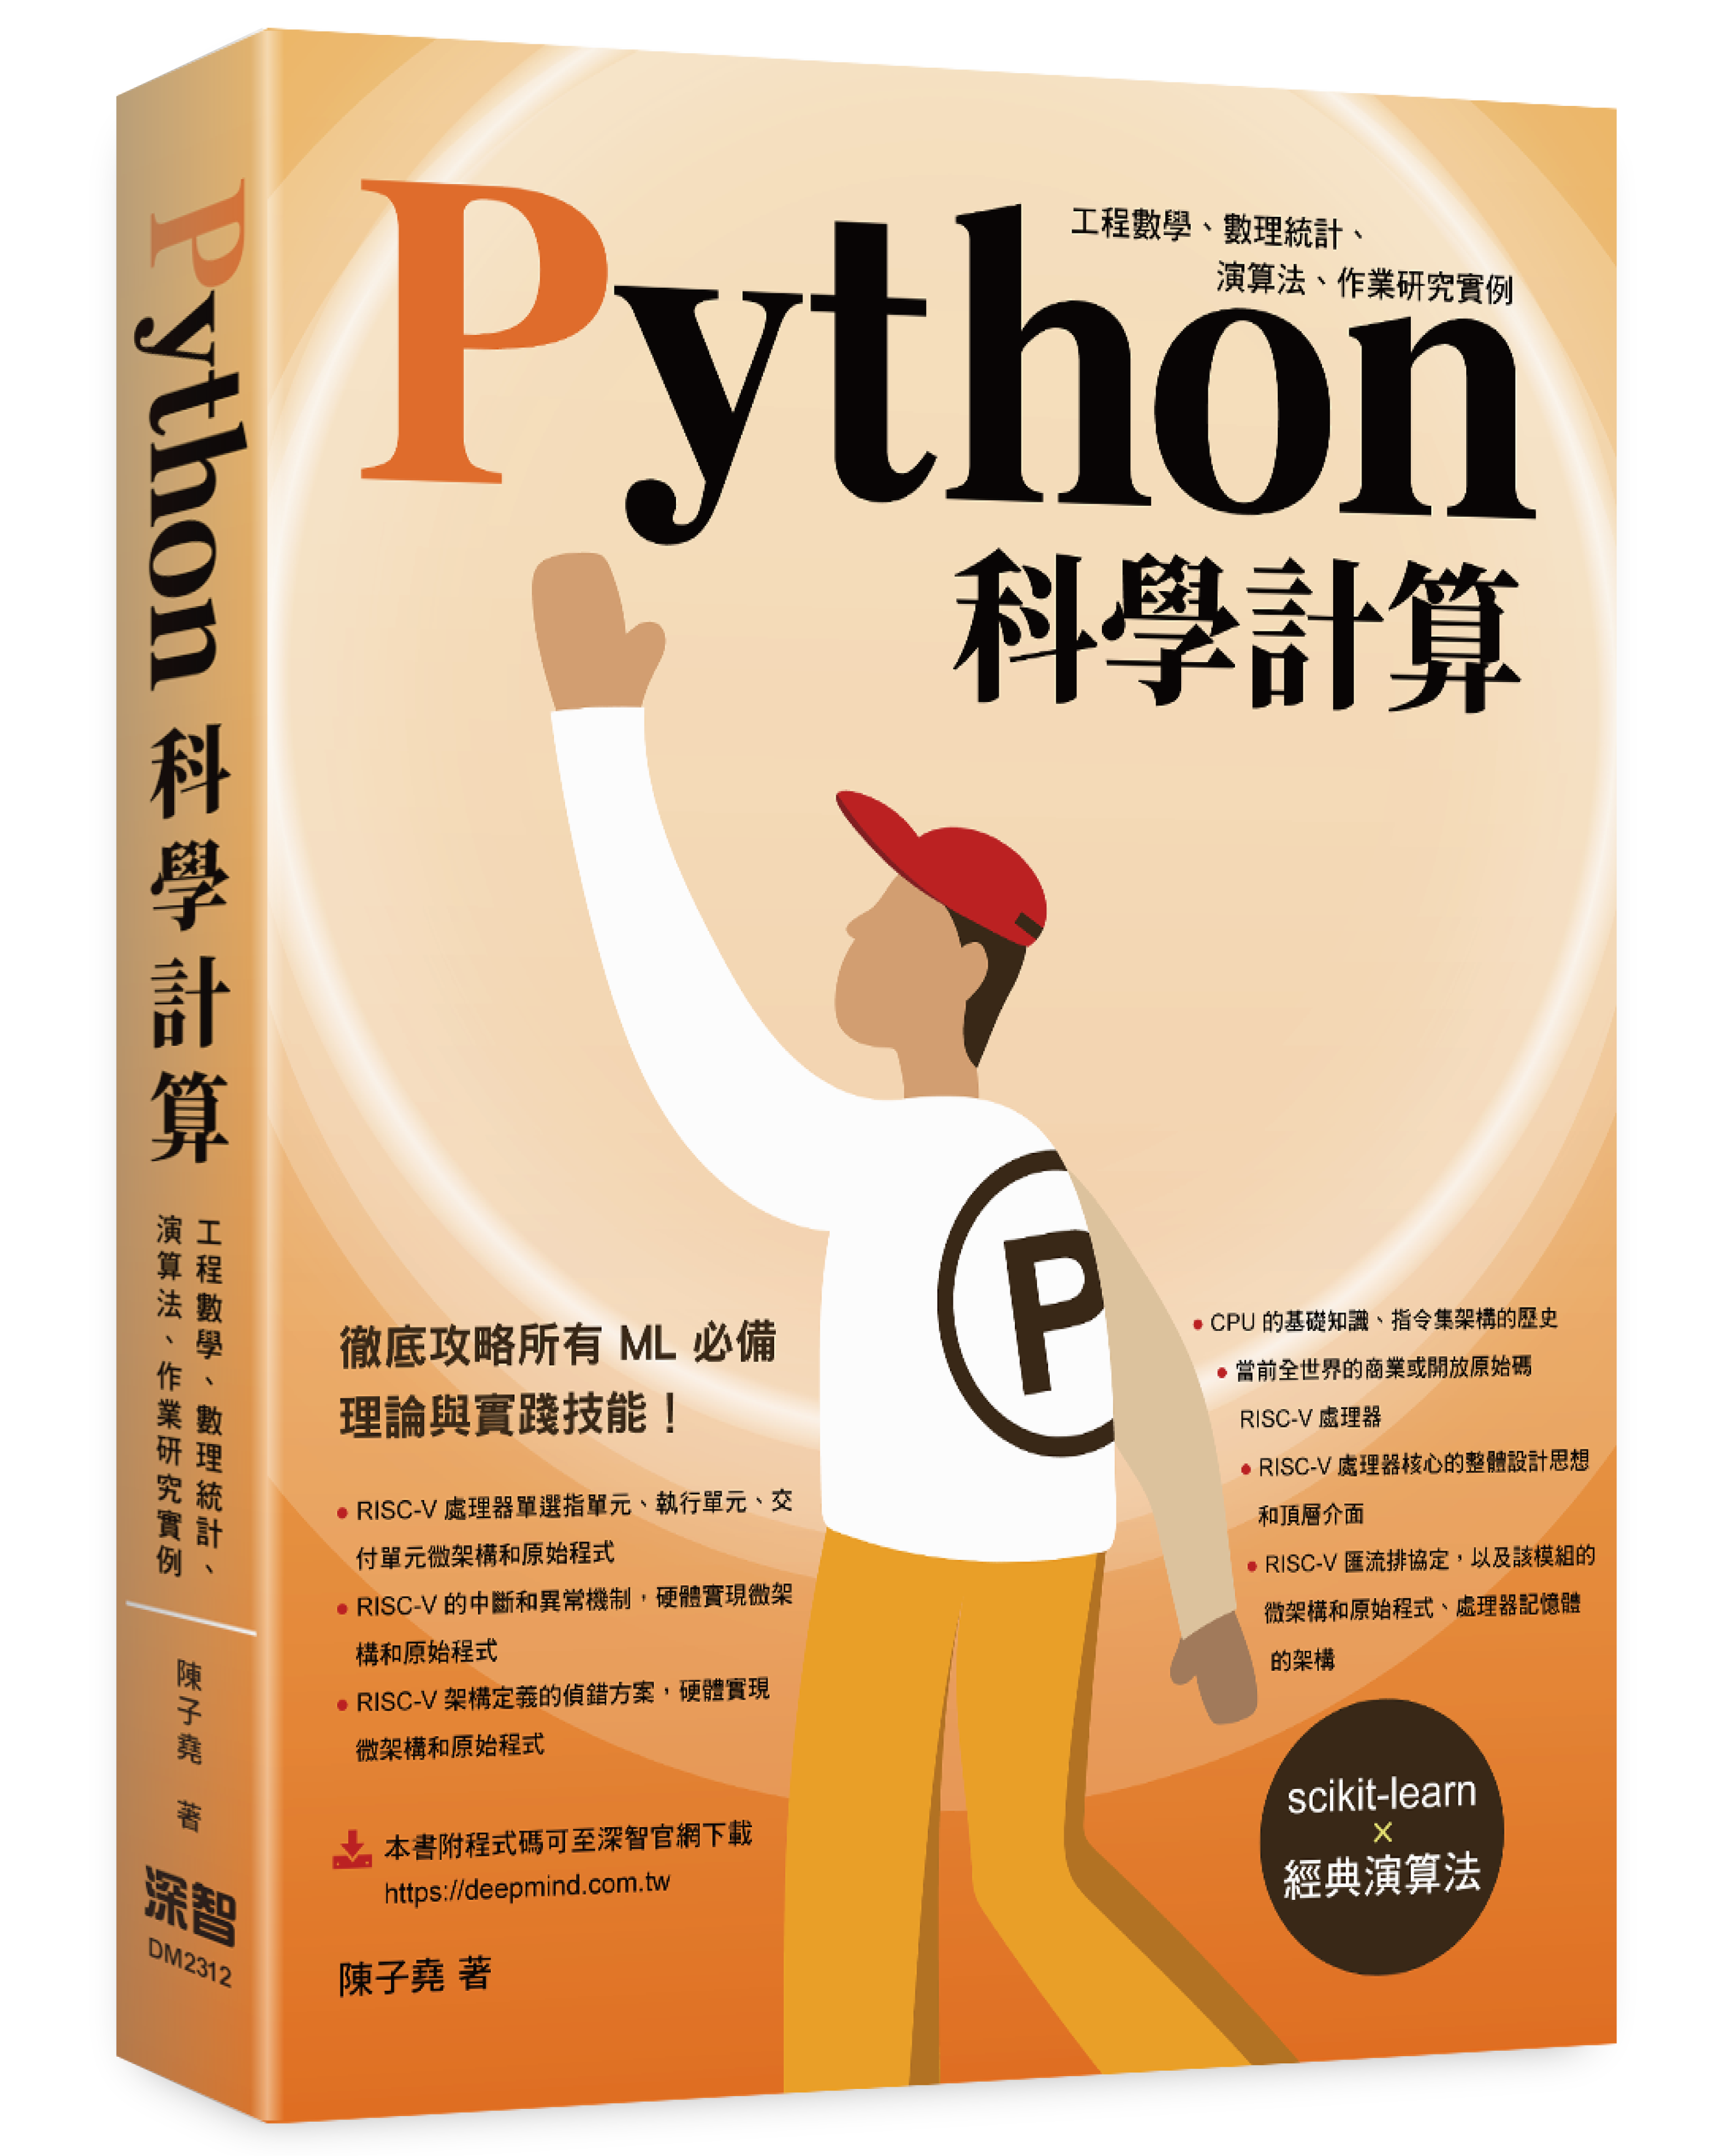 Python
工程數學、數理統計、
演算法、作業研究實例
科學計算
P
徹底攻略所有 ML 必備
理論與實踐技能！
• RISC-V 處理器單選指單元、執行單元、交
付單元微架構和原始程式
• RISC-V 的中斷和異常機制，硬體實現微架
構和原始程式
• RISC-V 架構定義的偵錯方案，硬體實現
微架構和原始程式
本書附程式碼可至深智官網下載
https://deepmind.com.tw
陳子堯 著
• CPU 的基礎知識、指令集架構的歷史
• 當前全世界的商業或開放原始碼
RISC-V 處理器
• RISC-V 處理器核心的整體設計思想
和頂層介面
• RISC-V 匯流排協定，以及該模組的
微架構和原始程式、處理器記憶體
的架構
scikit-learn
×
經典演算法
Python 科學計算
工程數學、數理統計、
演算法、作業研究實例
陳子堯 著
深智
DM2312